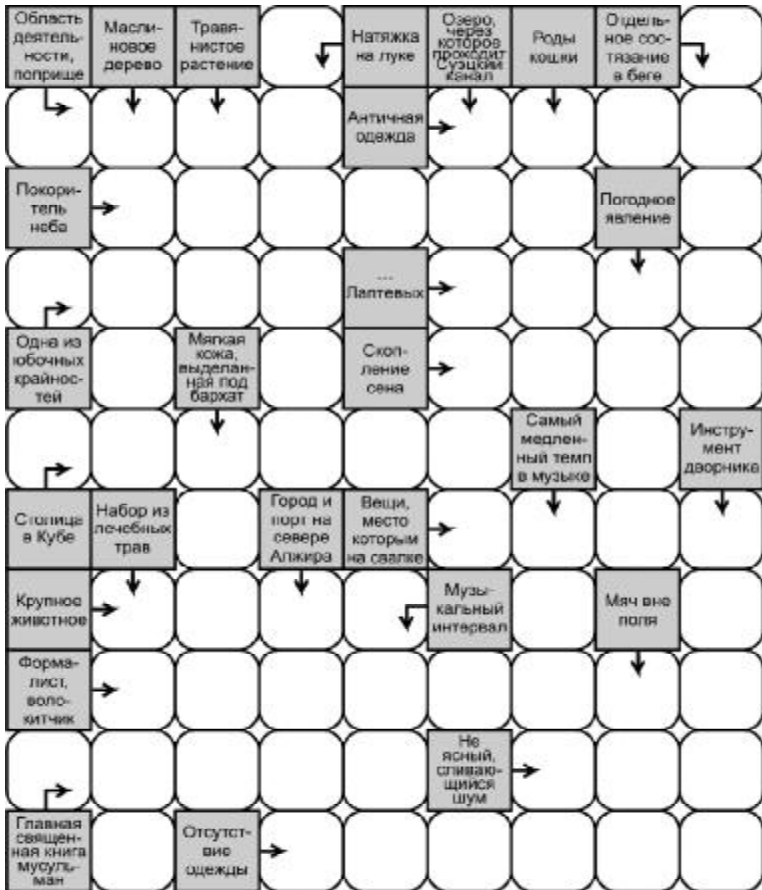 Область
деятель-
ности,
поприще
Масли-
новое
дерево
Травя-
нистое
растение
Натяжка
на луке
Озеро,
через
которое
проходит
Суэцкий
канал
Роды
кошки
Отдель-
ное сос-
тязание
в беге
Античная
одежда
Покори-
тель
неба
Погодное
явление
...
Лаптевых
Одна из
юбочных
крайнос-
тей
Мягкая
кожа,
выделан-
ная под
бархат
Скоп-
ление
сена
Самый
медлен-
ный темп
в музыке
Инстру-
мент
дворника
Столица
в Кубе
Набор из
лечебных
трав
Город и
порт на
севере
Алжира
Вещи,
место
которым
на свалке
Крупное
животное
Музы-
кальный
интервал
Мяч вне
поля
Форма-
лист,
воло-
китчик
Не
ясный,
сливаю-
щийся
шум
Главная
священ-
ная книга
мусуль-
ман
Отсутст-
вие
одежды